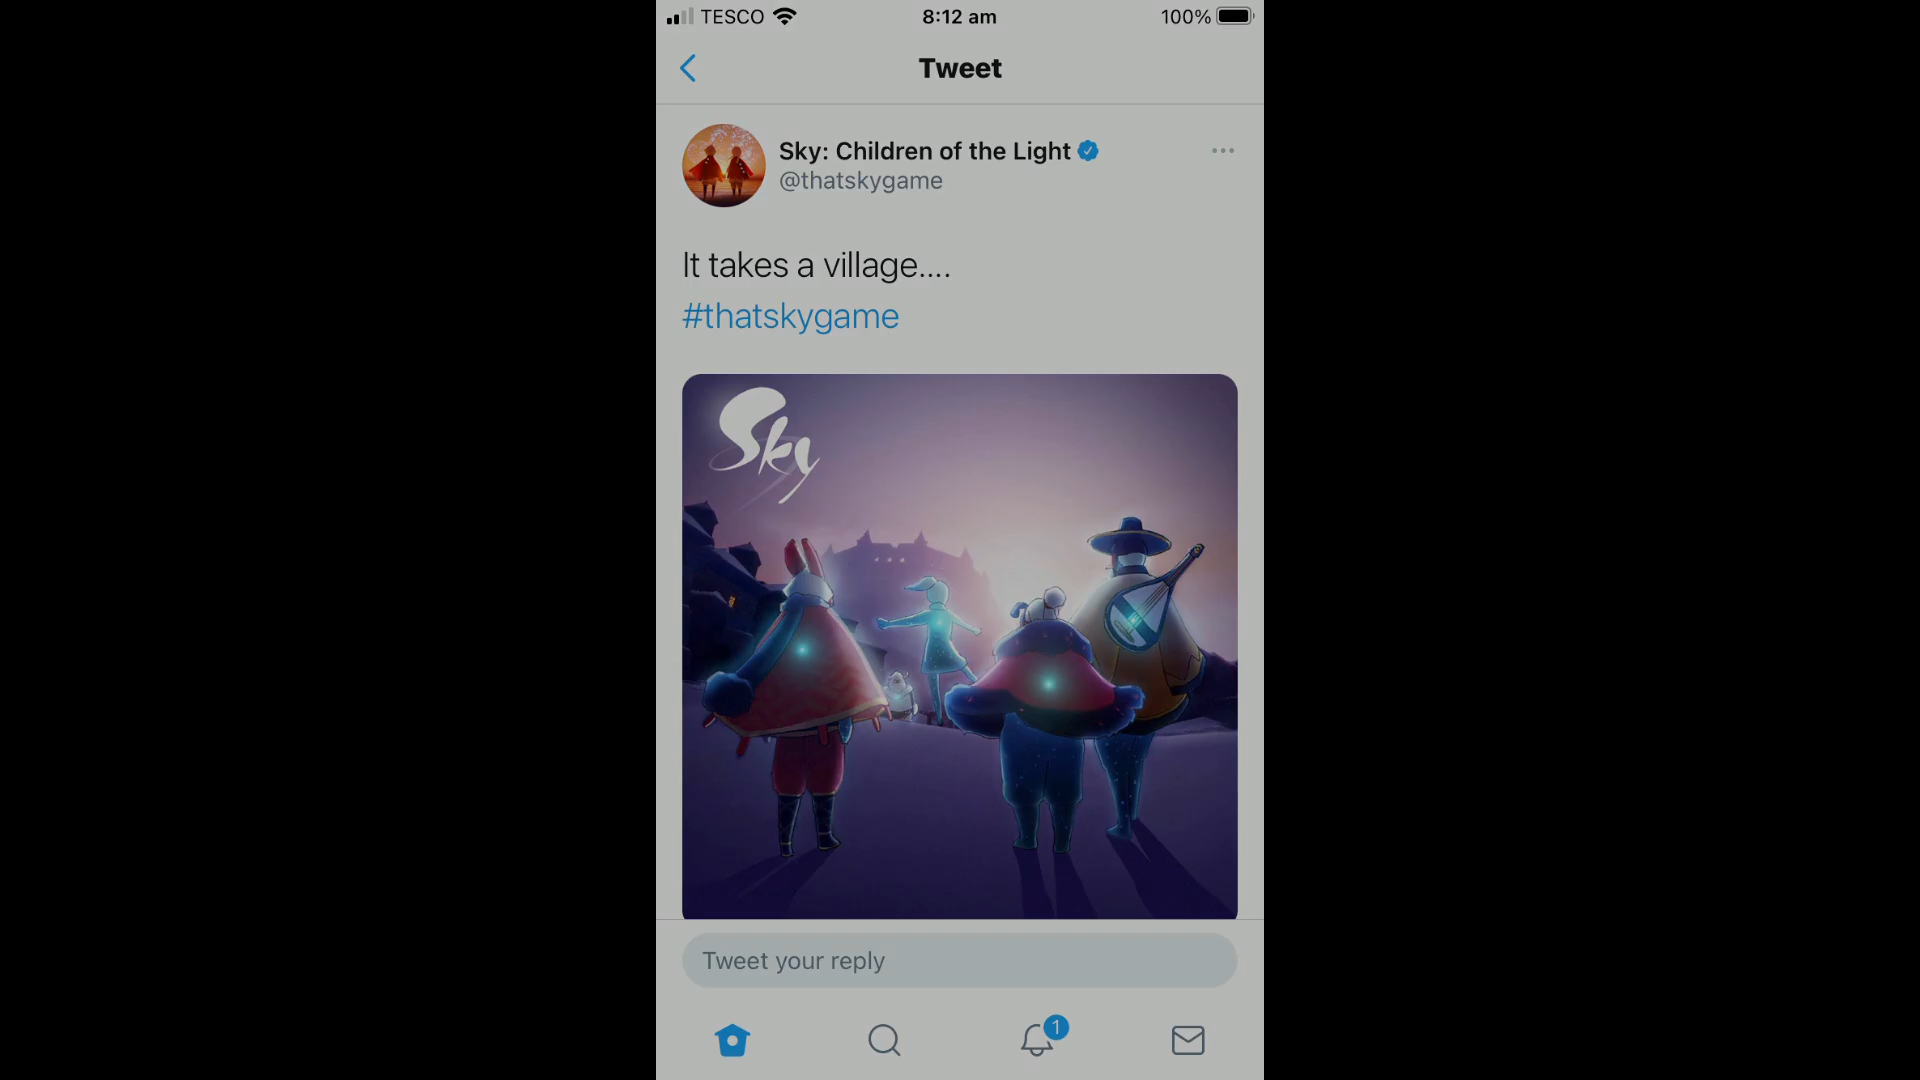 TESCO 8:12 am 100%
Tweet
Sky: Children of the Light
@thatskygame
It takes a village....
#thatskygame
Sky
Tweet your reply
1